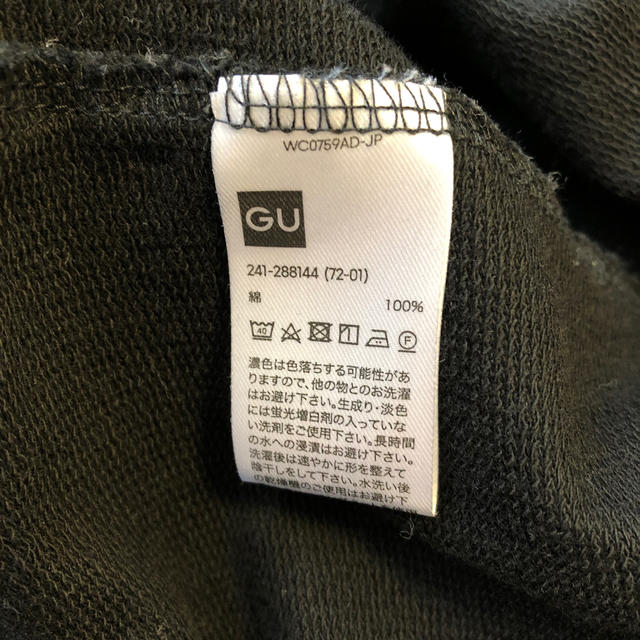 WC0759AD-JP
GU
241-288144 (72-01)
綿 100%
40 F
濃色は色落ちする可能性があ
りますので、他の物とのお洗濯
はお避け下さい。生成り・淡色
には蛍光増白剤の入っていな
い洗剤をご使用下さい。長時間
の水への浸漬はお避け下さい。
洗濯後は速やかに形を整えて
陰干しをして下さい。水洗い後
の乾燥機のご使用はお避け下